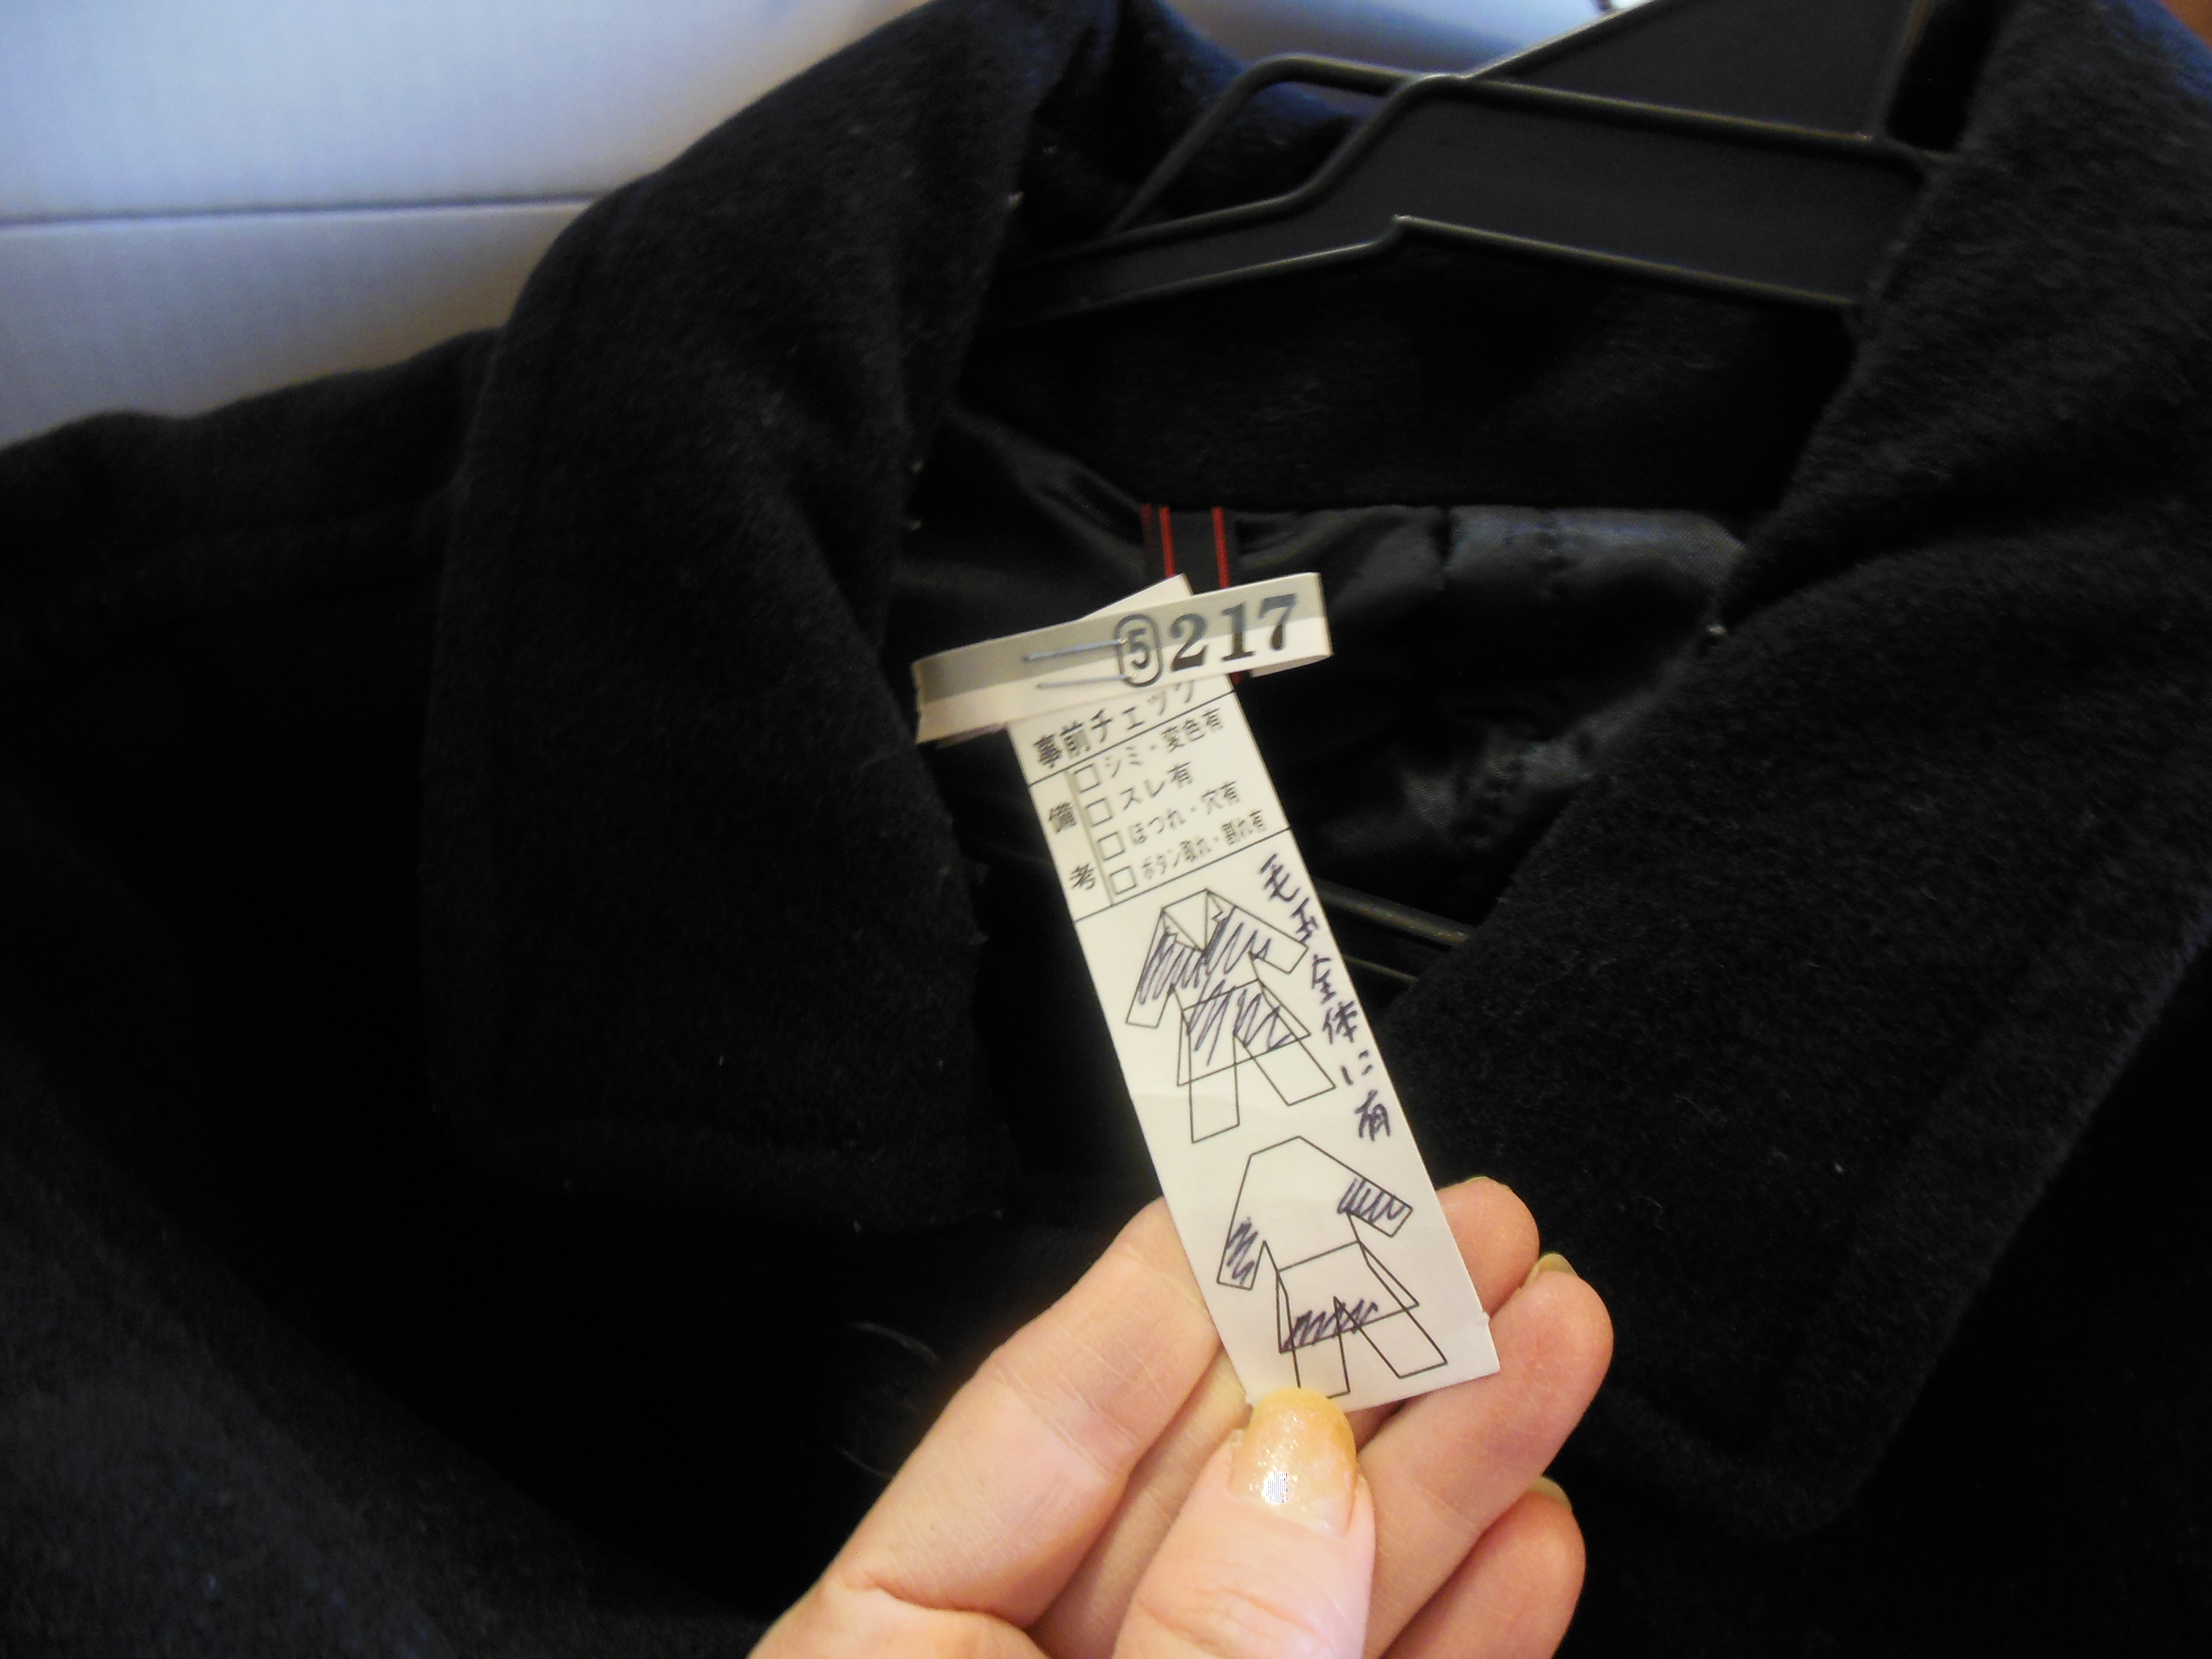 ⑤217
事前チェック
備考
□シミ・変色有
□スレ有
□ほつれ・穴有
□ボタン取れ・割れ有
毛玉全体に有